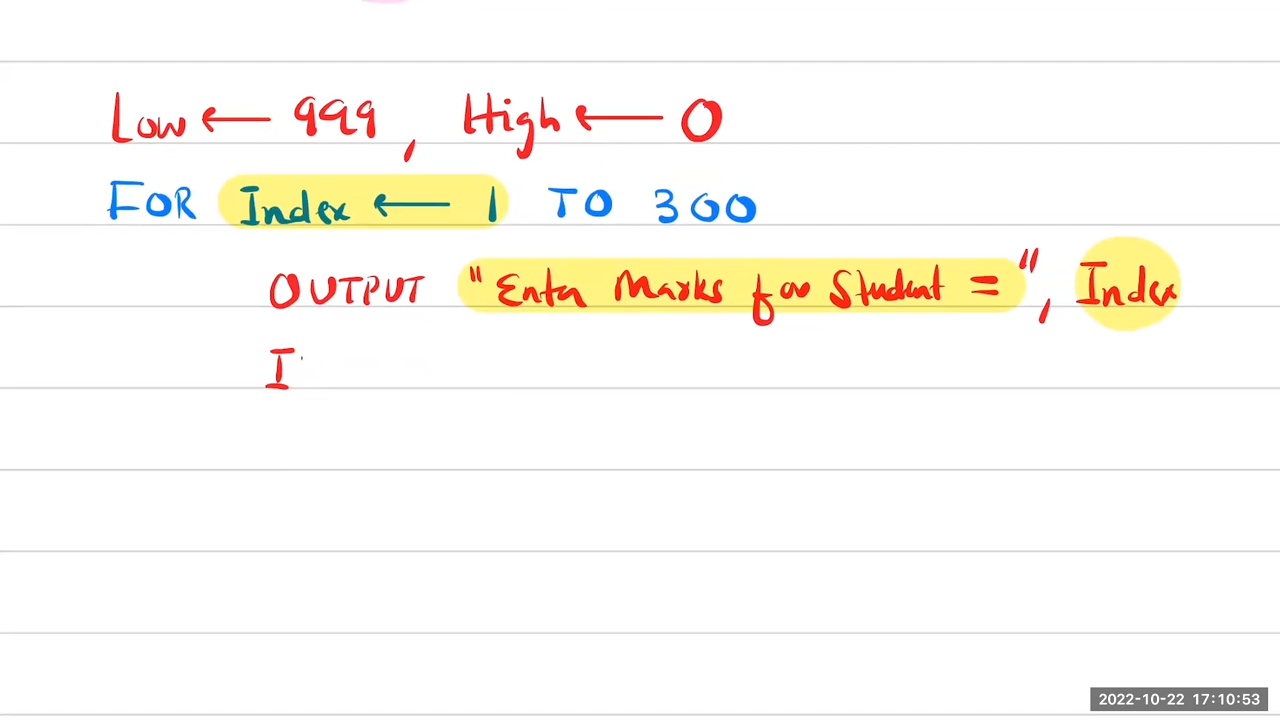 Low ← 999, High ← 0
FOR Index ← 1 TO 300
OUTPUT "Enter Marks for Student = ", Index
I
2022-10-22 17:10:53